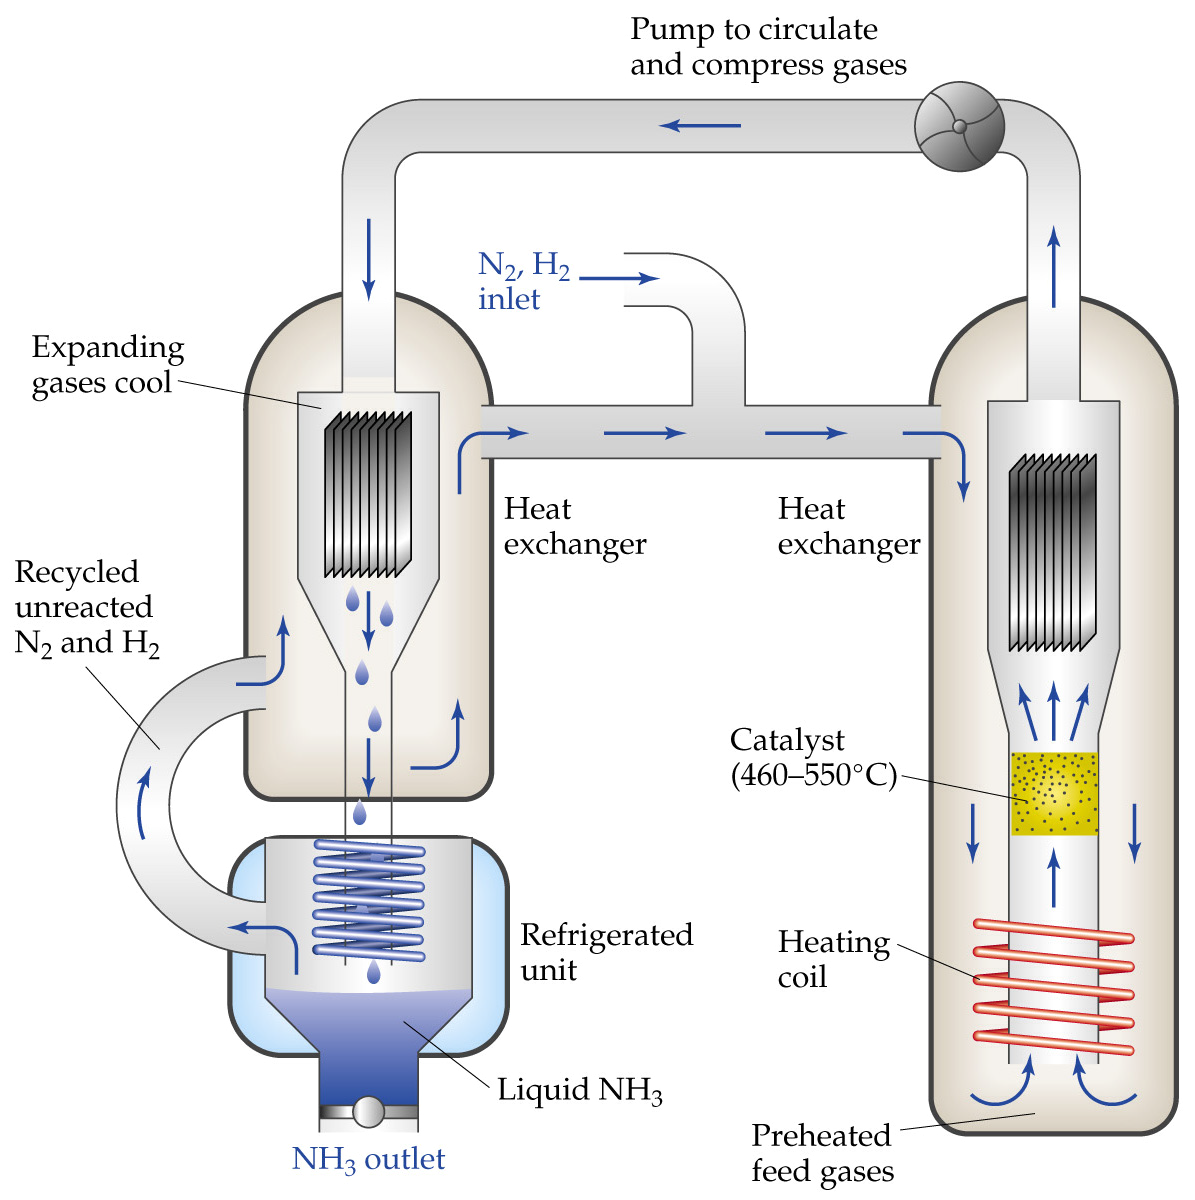 Pump to circulate
and compress gases
N₂, H₂
inlet
Expanding
gases cool
Heat
exchanger
Heat
exchanger
Recycled
unreacted
N₂ and H₂
Catalyst
(460–550°C)
Refrigerated
unit
Heating
coil
Liquid NH₃
Preheated
feed gases
NH₃ outlet